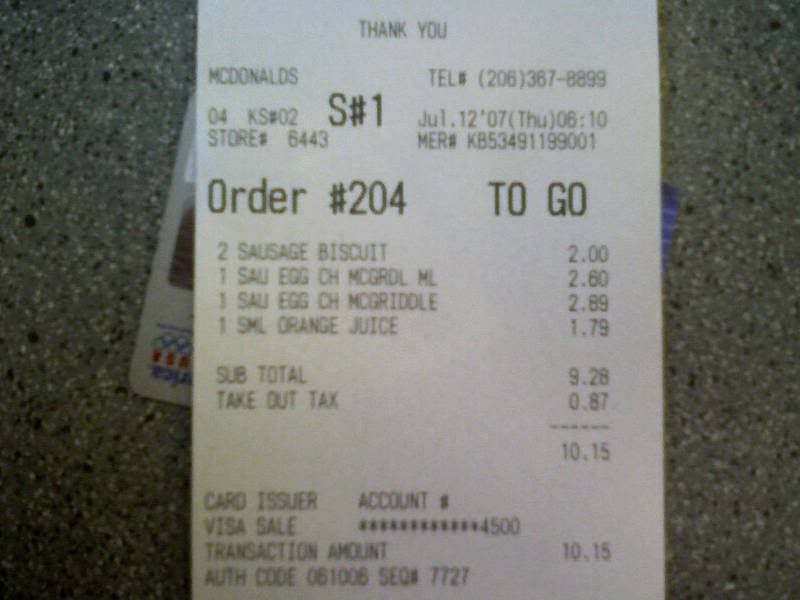 THANK YOU
MCDONALDS TEL# (206)367-8899
04 KS#02 S#1 Jul.12'07(Thu)06:10
STORE# 6443 MER# KB53491199001
Order #204 TO GO
2 SAUSAGE BISCUIT 2.00
1 SAU EGG CH MCGRDL ML 2.60
1 SAU EGG CH MCGRIDDLE 2.89
1 SML ORANGE JUICE 1.79
SUB TOTAL 9.28
TAKE OUT TAX 0.87
------
10.15
CARD ISSUER ACCOUNT #
VISA SALE ************4500
TRANSACTION AMOUNT 10.15
AUTH CODE 061006 SEQ# 7727